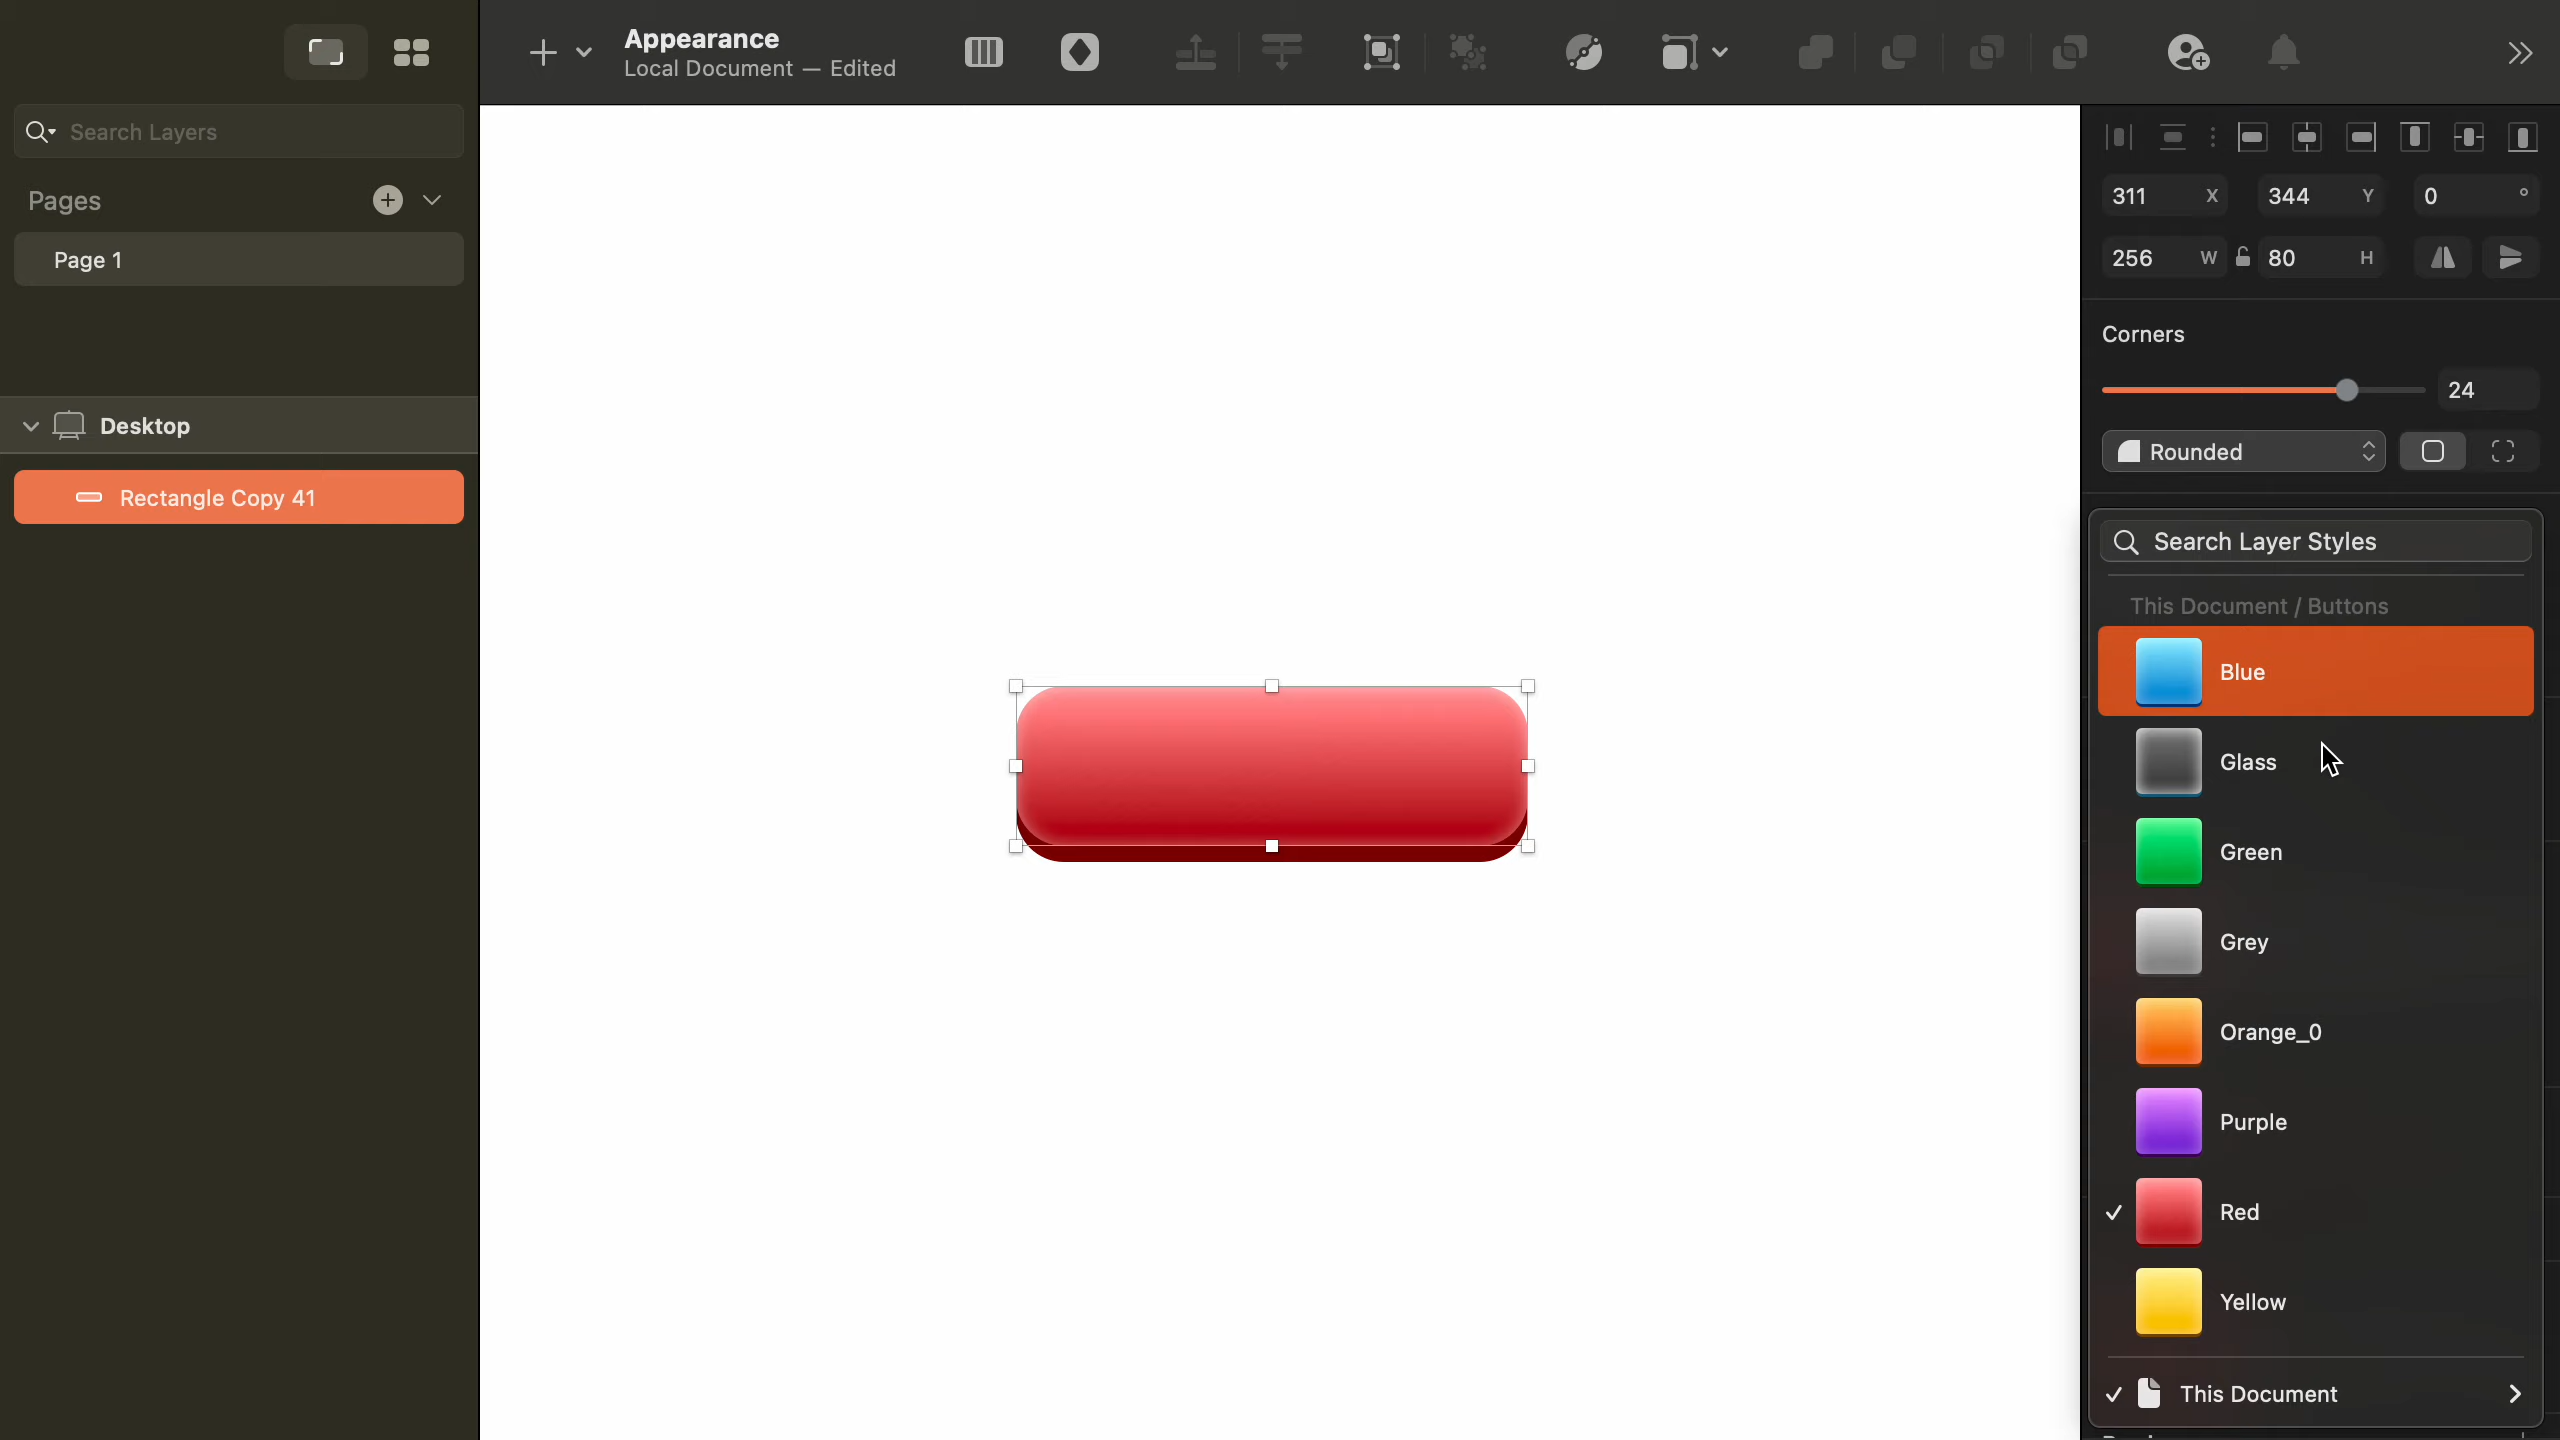 Appearance
Local Document — Edited
Search Layers
Pages
Page 1
Desktop
Rectangle Copy 41
311 X 344 Y 0 °
256 W 80 H
Corners
24
Rounded
Search Layer Styles
This Document / Buttons
Blue
Glass
Green
Grey
Orange_0
Purple
Red
Yellow
This Document